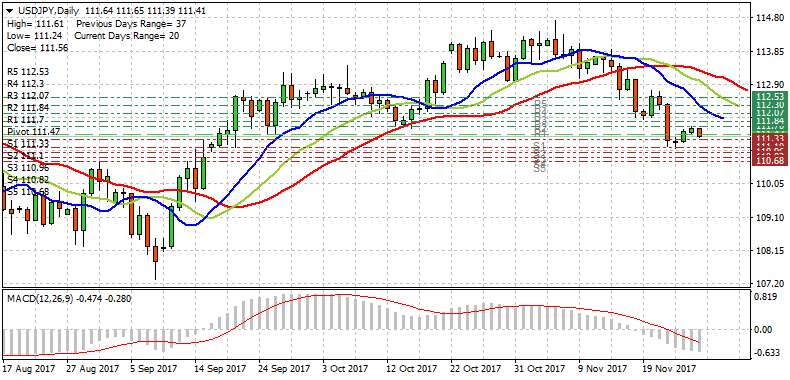 USDJPY,Daily 111.64 111.65 111.39 111.41
High= 111.61 Previous Days Range= 37
Low= 111.24 Current Days Range= 20
Close= 111.56
R5 112.53
R4 112.3
R3 112.07
R2 111.84
R1 111.7
Pivot 111.47
S1 111.33
S2 111.1
S3 110.96
S4 110.82
S5 110.68
114.80
113.85
112.90
112.53
112.30
112.07
111.84
111.33
110.68
110.05
109.10
108.15
107.20
MACD(12,26,9) -0.474 -0.280
0.819
0.00
-0.633
17 Aug 2017 27 Aug 2017 5 Sep 2017 14 Sep 2017 24 Sep 2017 3 Oct 2017 12 Oct 2017 22 Oct 2017 31 Oct 2017 9 Nov 2017 19 Nov 2017